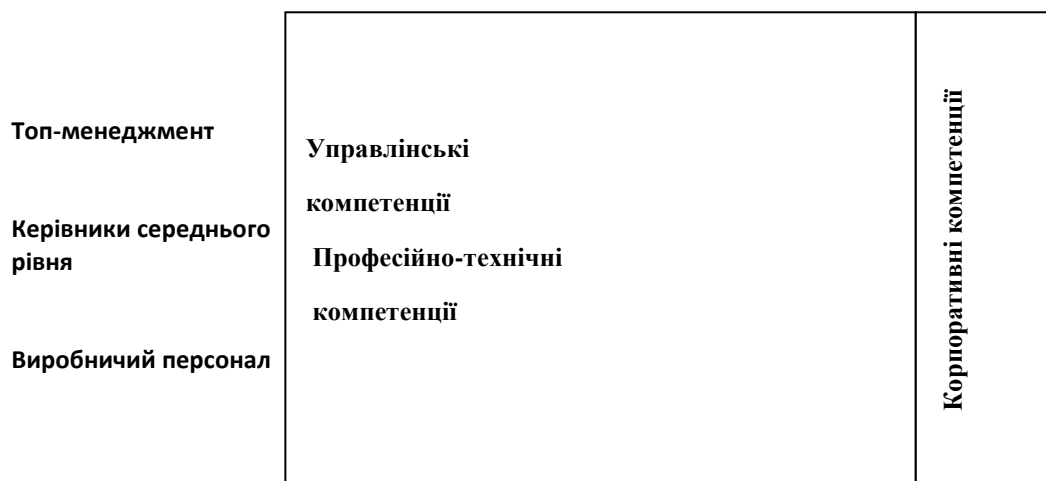 Топ-менеджмент
Керівники середнього
рівня
Виробничий персонал
Управлінські
компетенції
Професійно-технічні
компетенції
Корпоративні компетенції